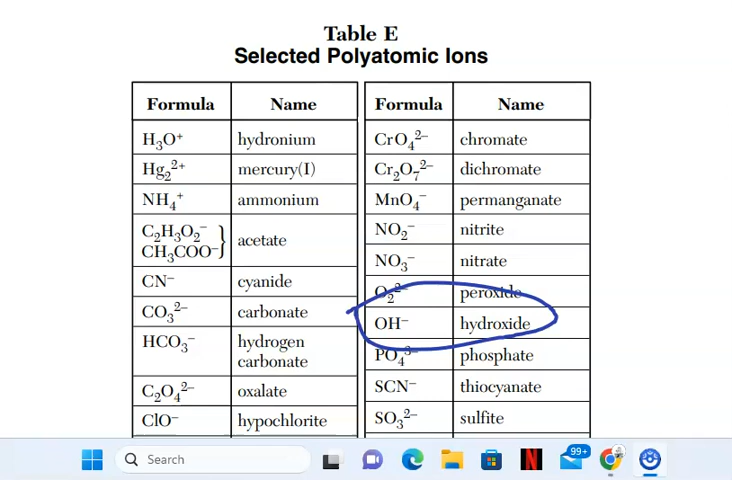 Table E
Selected Polyatomic Ions
Formula Name Formula Name
H₃O⁺ hydronium CrO₄²⁻ chromate
Hg₂²⁺ mercury(I) Cr₂O₇²⁻ dichromate
NH₄⁺ ammonium MnO₄⁻ permanganate
C₂H₃O₂⁻ NO₂⁻ nitrite
CH₃COO⁻ } acetate
NO₃⁻ nitrate
CN⁻ cyanide O₂²⁻ peroxide
CO₃²⁻ carbonate OH⁻ hydroxide
HCO₃⁻ hydrogen
carbonate PO₄³⁻ phosphate
C₂O₄²⁻ oxalate SCN⁻ thiocyanate
ClO⁻ hypochlorite SO₃²⁻ sulfite
Search
99+
N